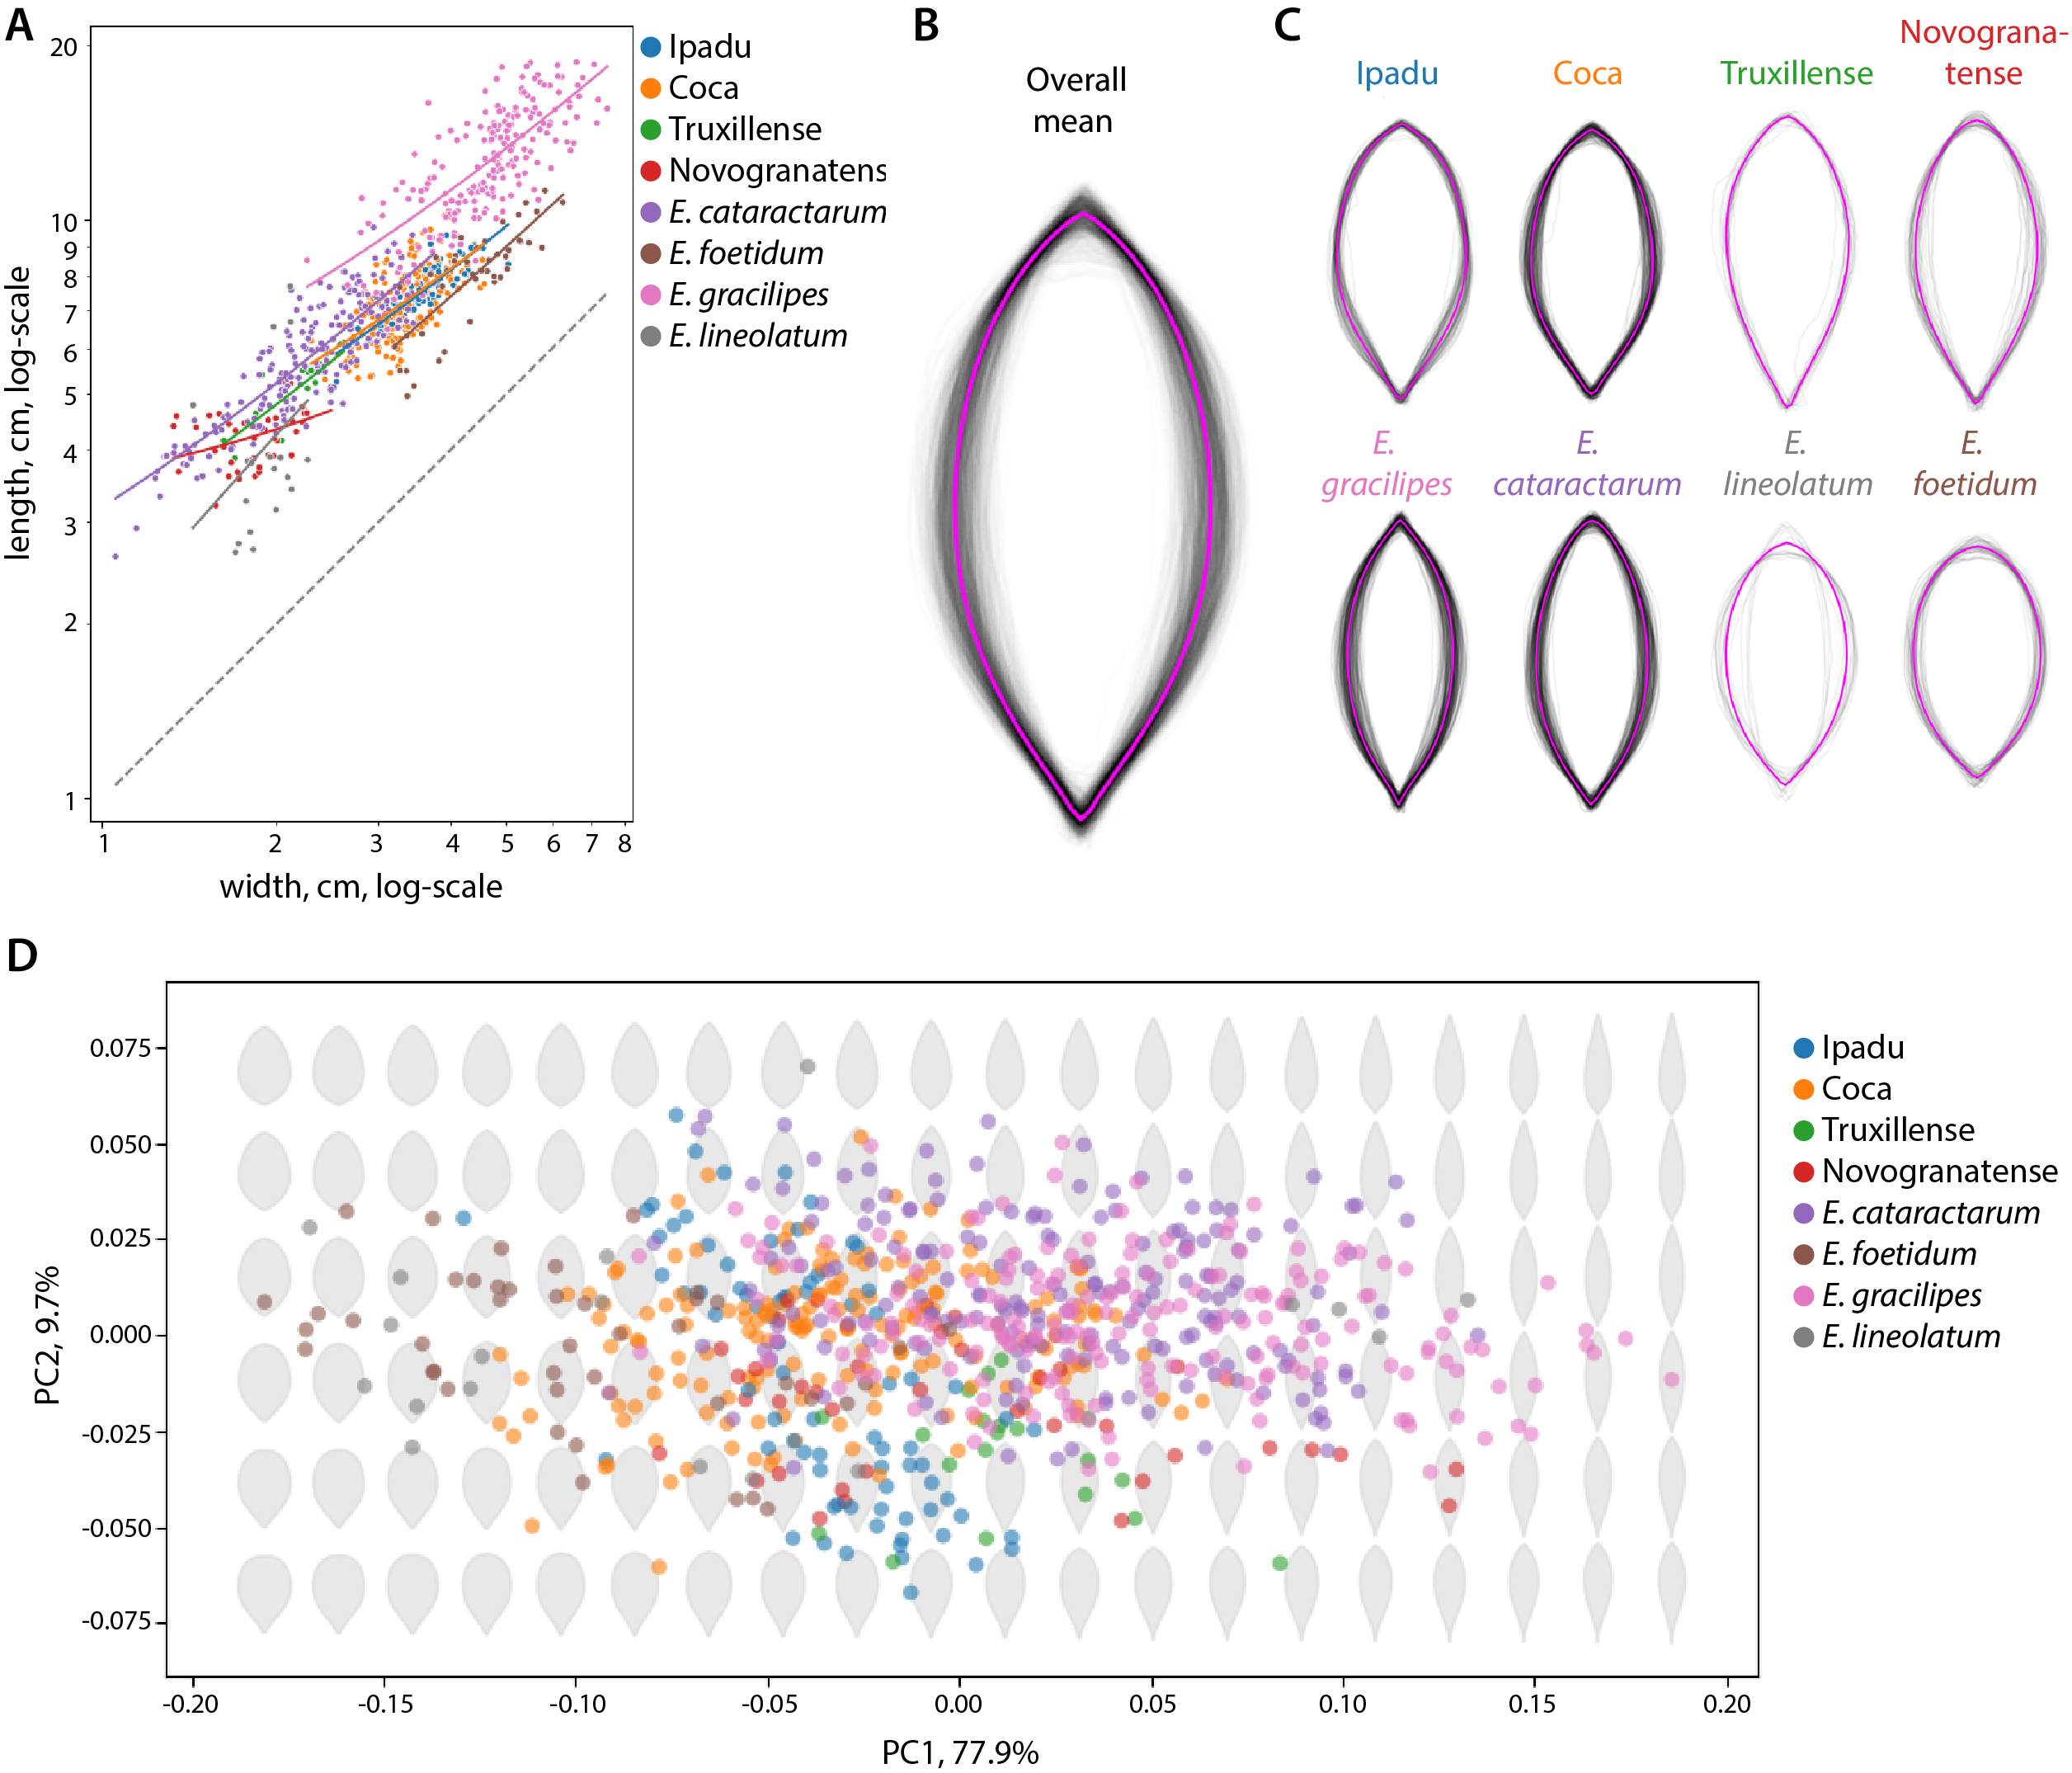 A
20
10
9
8
7
6
5
4
3
2
1
length, cm, log-scale
1 2 3 4 5 6 7 8
width, cm, log-scale
Ipadu
Coca
Truxillense
Novogranatens
E. cataractarum
E. foetidum
E. gracilipes
E. lineolatum
B
Overall
mean
C
Ipadu
Coca
Truxillense
Novograna-
tense
E.
gracilipes
E.
cataractarum
E.
lineolatum
E.
foetidum
D
0.075
0.050
0.025
0.000
-0.025
-0.050
-0.075
PC2, 9.7%
-0.20 -0.15 -0.10 -0.05 0.00 0.05 0.10 0.15 0.20
PC1, 77.9%
Ipadu
Coca
Truxillense
Novogranatense
E. cataractarum
E. foetidum
E. gracilipes
E. lineolatum